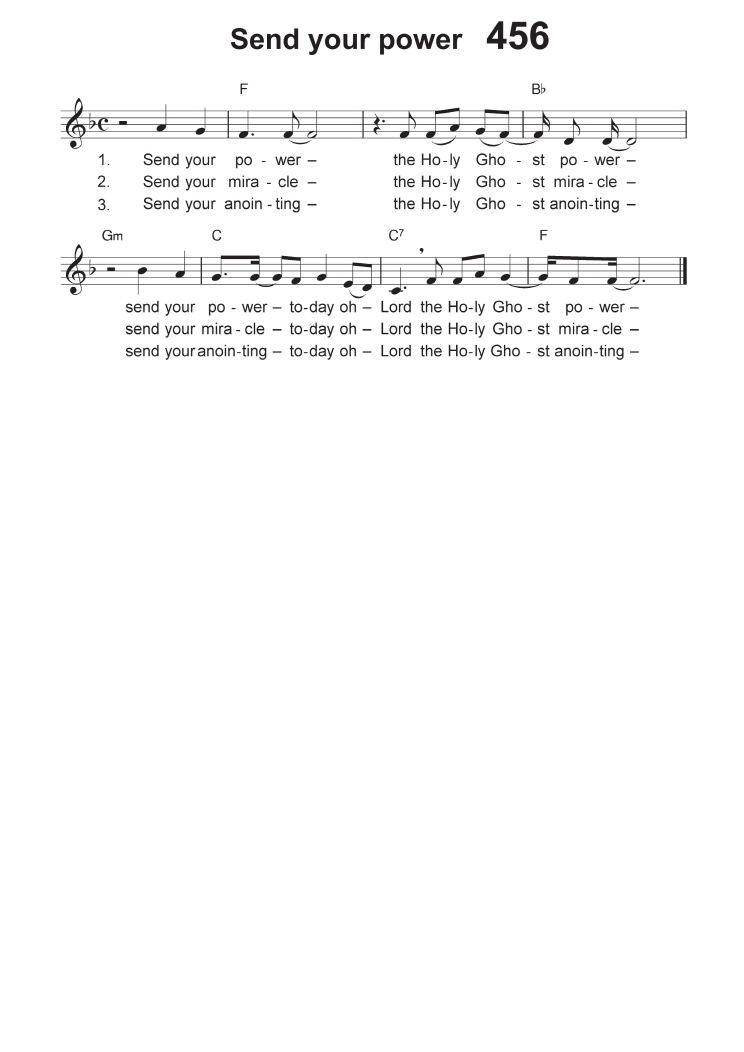 Send your power 456
F B♭
1. Send your po - wer – the Ho - ly Gho - st po - wer –
2. Send your mira - cle – the Ho - ly Gho - st mira - cle –
3. Send your anoin - ting – the Ho - ly Gho - st anoin - ting –
Gm C C7 F
send your po - wer – to - day oh – Lord the Ho - ly Gho - st po - wer –
send your mira - cle – to - day oh – Lord the Ho - ly Gho - st mira - cle –
send your anoin - ting – to - day oh – Lord the Ho - ly Gho - st anoin - ting –